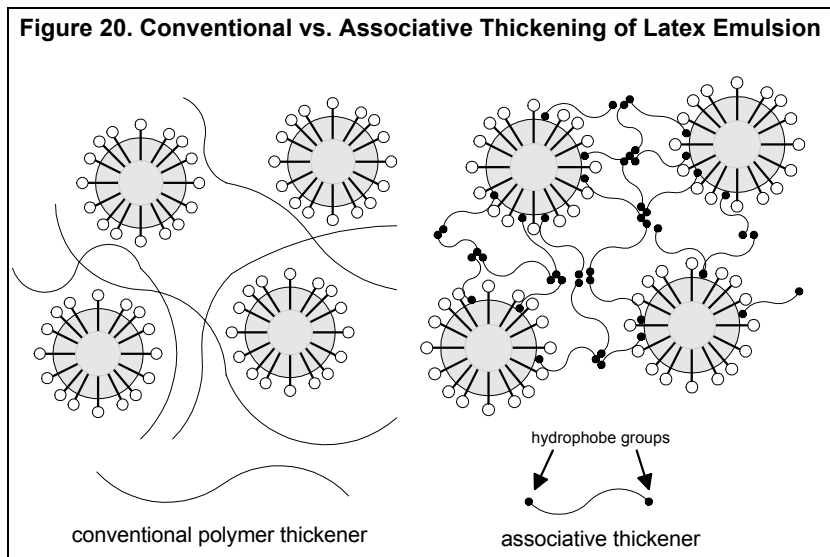 Figure 20. Conventional vs. Associative Thickening of Latex Emulsion
hydrophobe groups
conventional polymer thickener
associative thickener